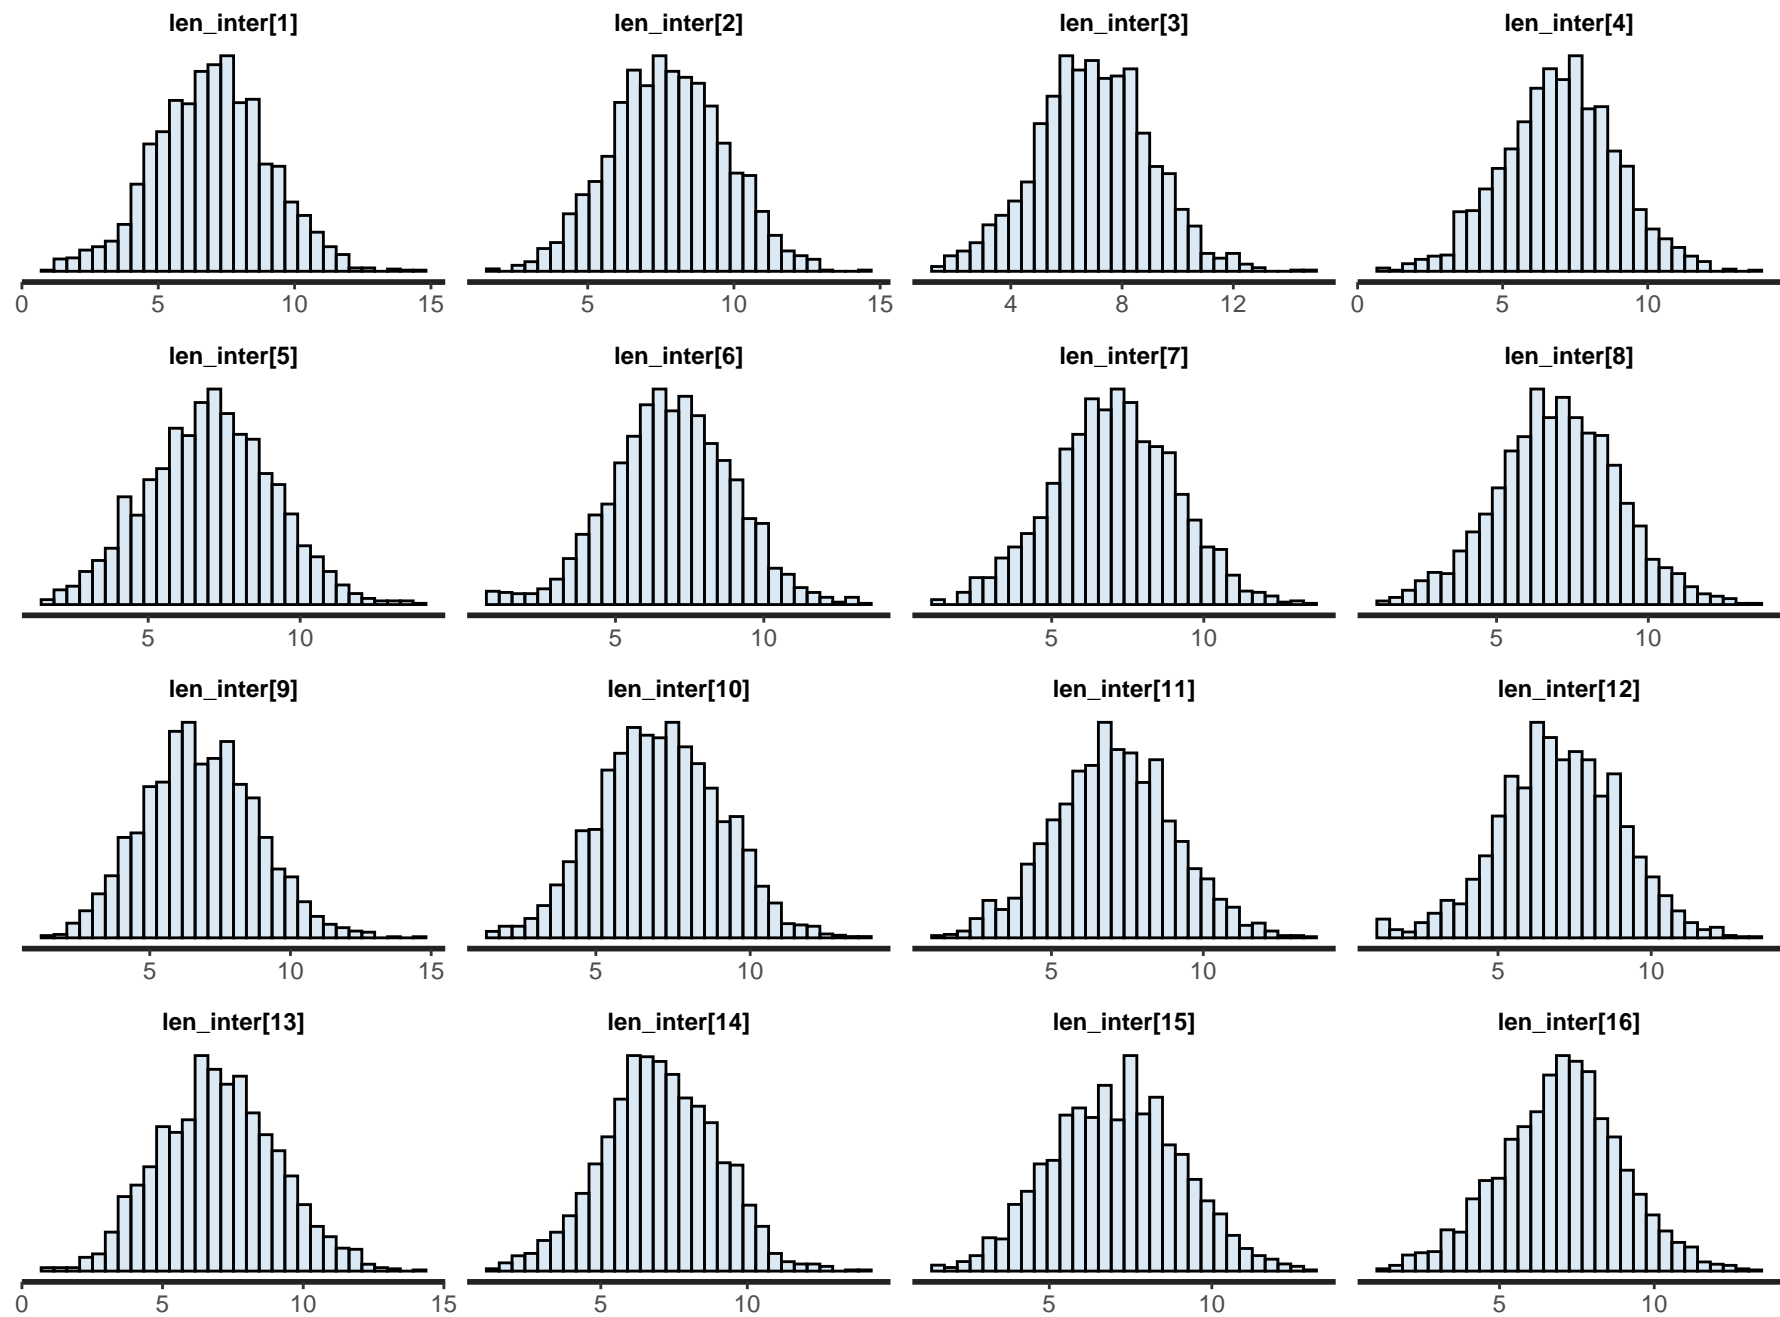 len_inter[1] len_inter[2] len_inter[3] len_inter[4]
0 5 10 15 5 10 15 4 8 12 0 5 10
len_inter[5] len_inter[6] len_inter[7] len_inter[8]
5 10 5 10 5 10 5 10
len_inter[9] len_inter[10] len_inter[11] len_inter[12]
5 10 15 5 10 5 10 5 10
len_inter[13] len_inter[14] len_inter[15] len_inter[16]
0 5 10 15 5 10 5 10 5 10